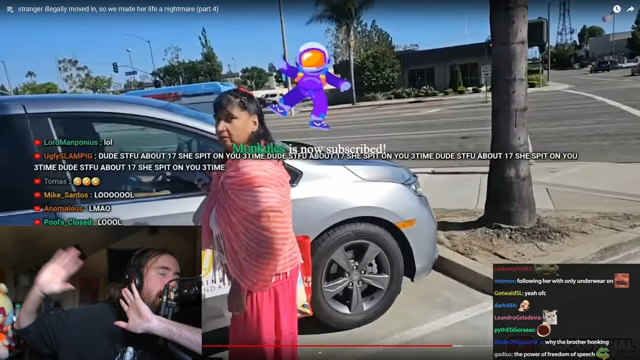 stranger illegally moved in, so we made her life a nightmare (part 4)
Monkules is now subscribed!
LordManponius : lol
UglySLAMPIG : DUDE STFU ABOUT 17 SHE SPIT ON YOU 3TIME DUDE STFU ABOUT 17 SHE SPIT ON YOU 3TIME DUDE STFU ABOUT 17 SHE SPIT ON YOU
3TIME DUDE STFU ABOUT 17 SHE SPIT ON YOU 3TIME
Tomas :
Mike_Santos : LOOOOOOL
Anomalous : LMAO
Pool's_Closed : LOOOL
mizmon: following her with only underwear on
GotwaldSL: yeah ofc
dark484:
LeandroGeladeira:
pythEGGoraaas:
why the brother honking
gadius: the power of freedom of speech